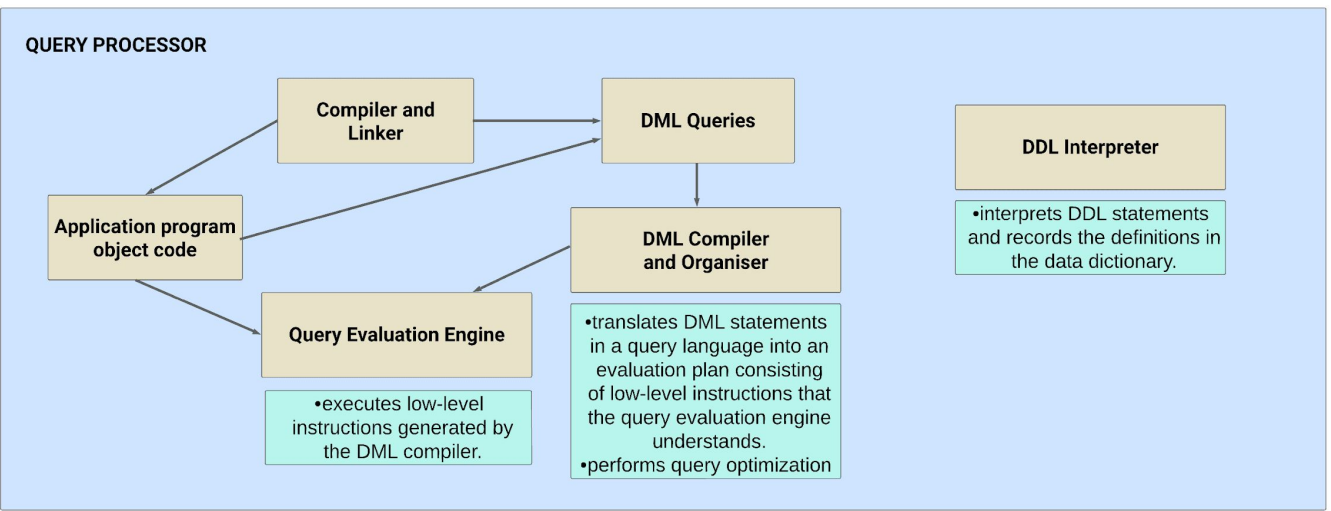 QUERY PROCESSOR
Compiler and
Linker
DML Queries
DDL Interpreter
•interprets DDL statements
and records the definitions in
the data dictionary.
Application program
object code
DML Compiler
and Organiser
Query Evaluation Engine
•translates DML statements
in a query language into an
evaluation plan consisting
of low-level instructions that
the query evaluation engine
understands.
•performs query optimization
•executes low-level
instructions generated by
the DML compiler.